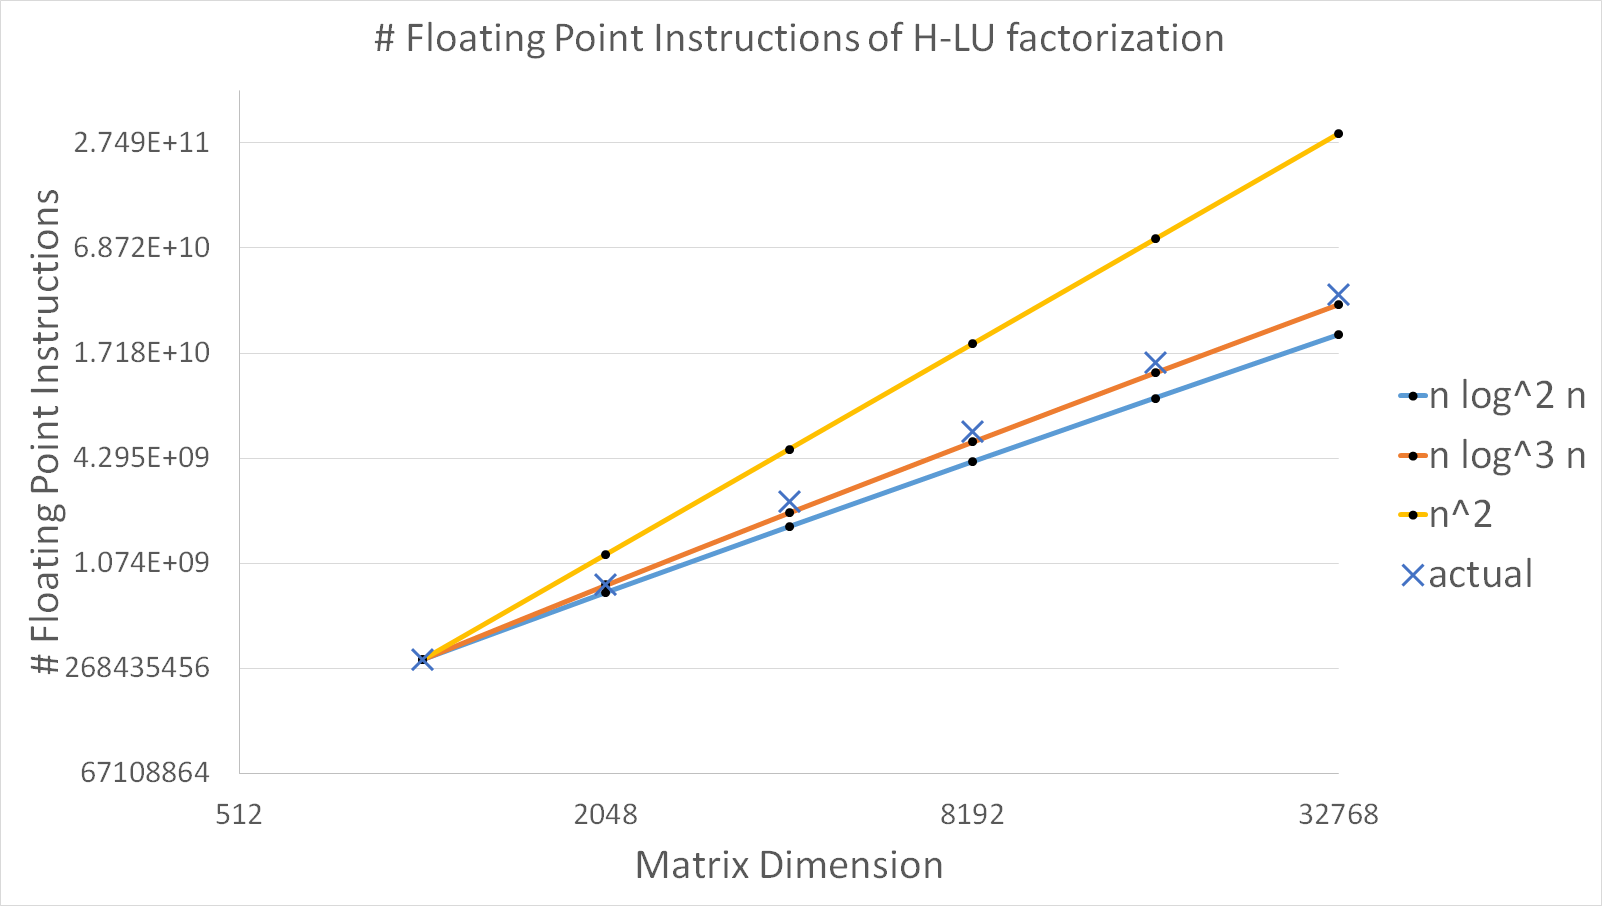 # Floating Point Instructions of H-LU factorization
# Floating Point Instructions
2.749E+11
6.872E+10
1.718E+10
4.295E+09
1.074E+09
268435456
67108864
512
2048
8192
32768
Matrix Dimension
n log^2 n
n log^3 n
n^2
actual